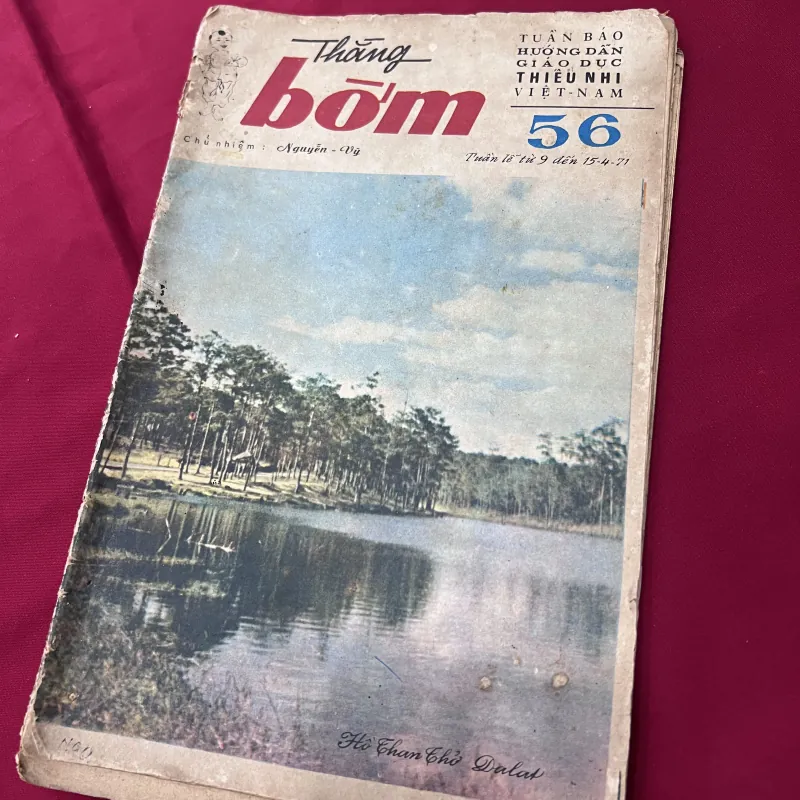 Thằng
bờm
TUẦN BÁO
HƯỚNG DẪN
GIÁO DỤC
THIẾU NHI
VIỆT-NAM
56
Chủ nhiệm : Nguyễn - Vỹ
Tuần lễ từ 9 đến 15-4-71
Hồ Than Thở Dalat